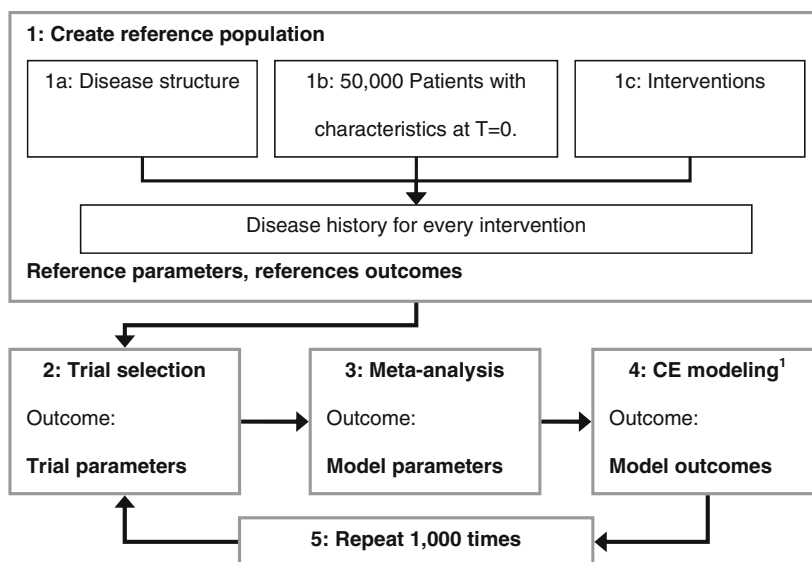 1: Create reference population
1a: Disease structure
1b: 50,000 Patients with
characteristics at T=0.
1c: Interventions
Disease history for every intervention
Reference parameters, references outcomes
2: Trial selection
Outcome:
Trial parameters
3: Meta-analysis
Outcome:
Model parameters
4: CE modeling¹
Outcome:
Model outcomes
5: Repeat 1,000 times